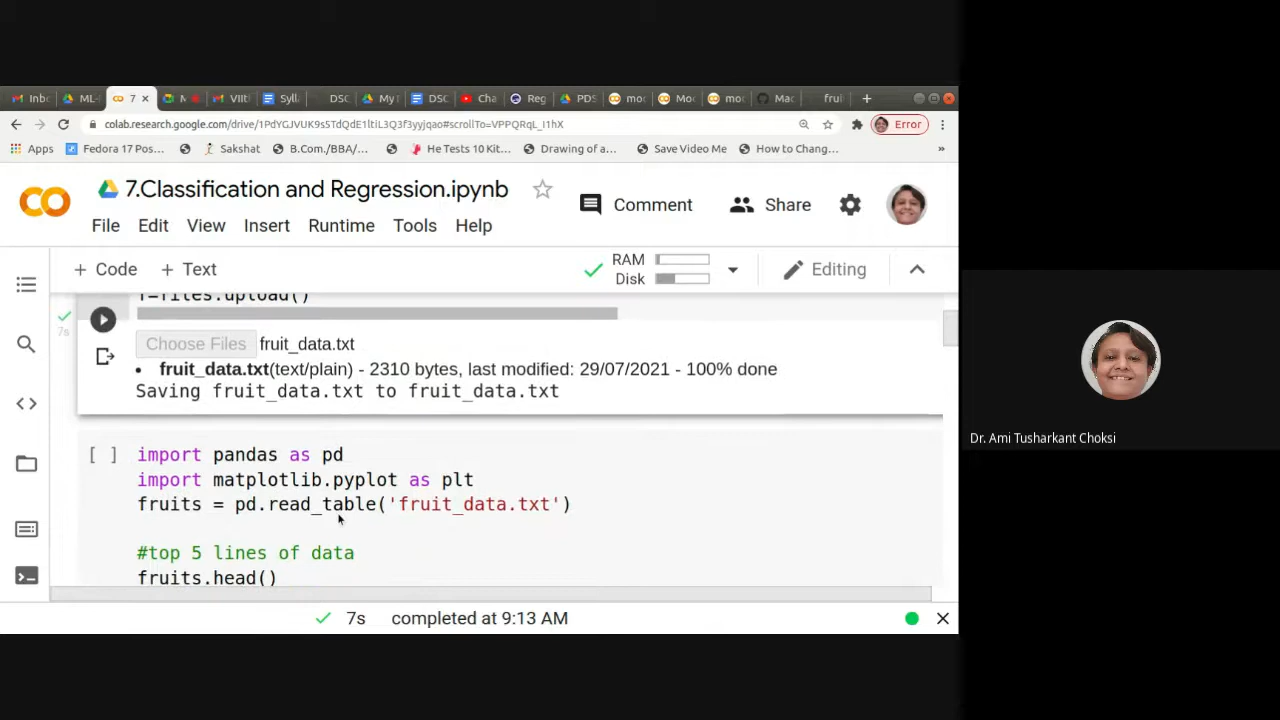 Inb
ML-
7
M
VIIt
Syll
DSC
My I
DSC
Cha
Reg
PDS
mo
Mo
mo
Mac
frui
colab.research.google.com/drive/1PdYGJVUK9s5TdQdE1ltiL3Q3f3yyjqao#scrollTo=VPPQRqL_I1hX
Error
Apps
Fedora 17 Pos...
Sakshat
B.Com./BBA/...
He Tests 10 Kit...
Drawing of a...
Save Video Me
How to Chang...
»
7.Classification and Regression.ipynb
Comment
Share
File Edit View Insert Runtime Tools Help
+ Code + Text
RAM
Disk
Editing
f=files.upload()
7s
Choose Files fruit_data.txt
• fruit_data.txt(text/plain) - 2310 bytes, last modified: 29/07/2021 - 100% done
Saving fruit_data.txt to fruit_data.txt
[ ] import pandas as pd
import matplotlib.pyplot as plt
fruits = pd.read_table('fruit_data.txt')
#top 5 lines of data
fruits.head()
7s completed at 9:13 AM
Dr. Ami Tusharkant Choksi